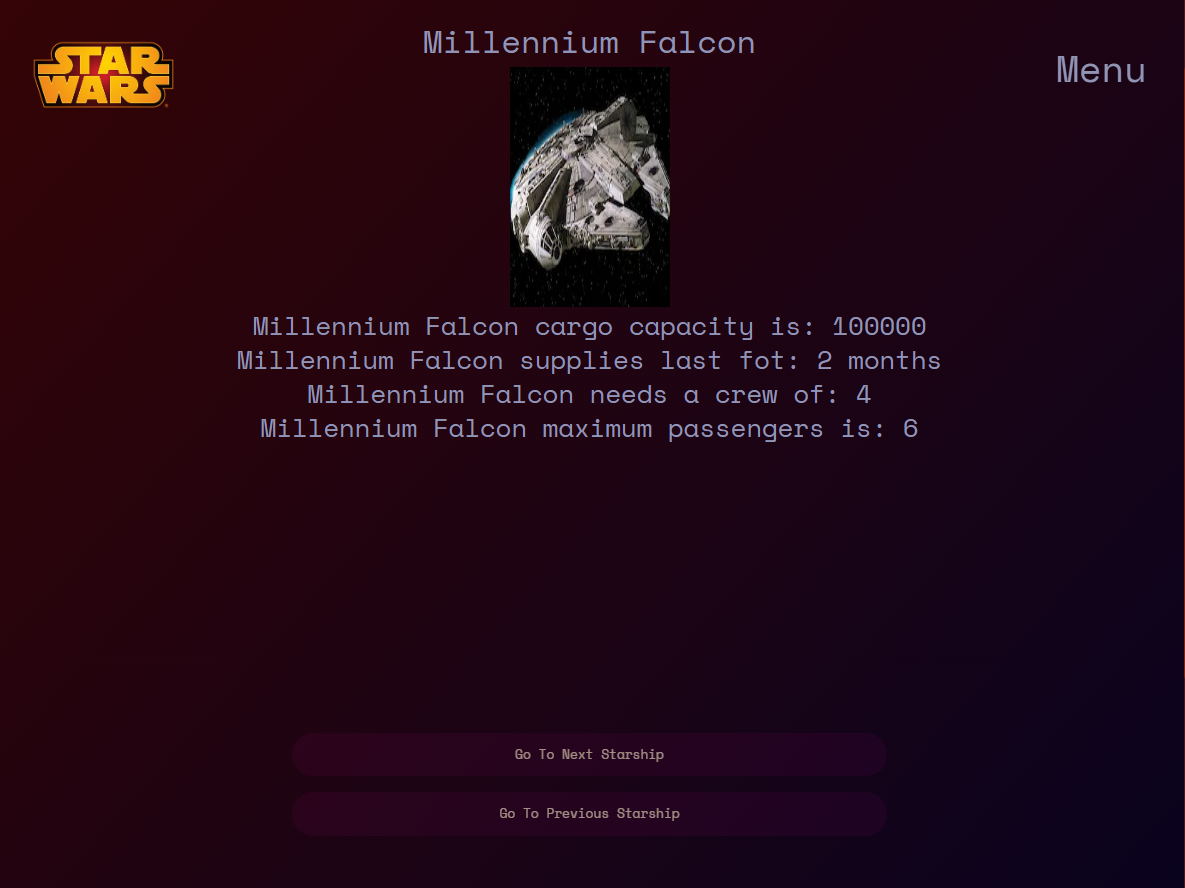 Millennium Falcon
STAR
WARS
Menu
Millennium Falcon cargo capacity is: 100000
Millennium Falcon supplies last fot: 2 months
Millennium Falcon needs a crew of: 4
Millennium Falcon maximum passengers is: 6
Go To Next Starship
Go To Previous Starship